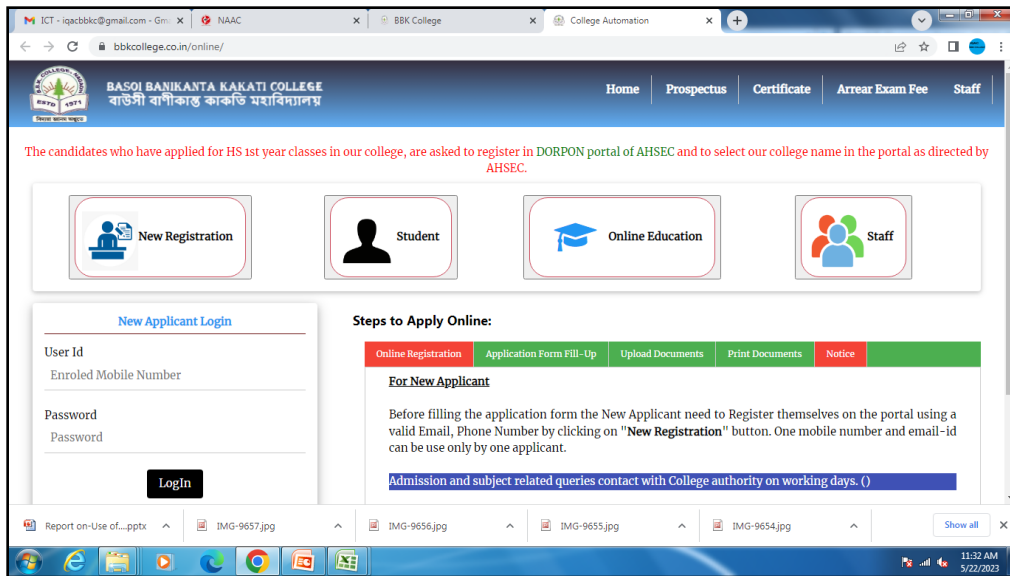 ICT - iqacbbkc@gmail.com - Gm
NAAC
BBK College
College Automation
bbkcollege.co.in/online/
BASOI BANIKANTA KAKATI COLLEGE
বাউসী বাণীকান্ত কাকতি মহাবিদ্যালয়
ESTD 1971
Home Prospectus Certificate Arrear Exam Fee Staff
The candidates who have applied for HS 1st year classes in our college, are asked to register in DORPON portal of AHSEC and to select our college name in the portal as directed by
AHSEC.
New Registration
Student
Online Education
Staff
New Applicant Login
User Id
Enroled Mobile Number
Password
Password
LogIn
Steps to Apply Online:
Online Registration Application Form Fill-Up Upload Documents Print Documents Notice
For New Applicant
Before filling the application form the New Applicant need to Register themselves on the portal using a
valid Email, Phone Number by clicking on "New Registration" button. One mobile number and email-id
can be use only by one applicant.
Admission and subject related queries contact with College authority on working days. ()
Report on-Use of....pptx
IMG-9657.jpg
IMG-9656.jpg
IMG-9655.jpg
IMG-9654.jpg
Show all
11:32 AM
5/22/2023